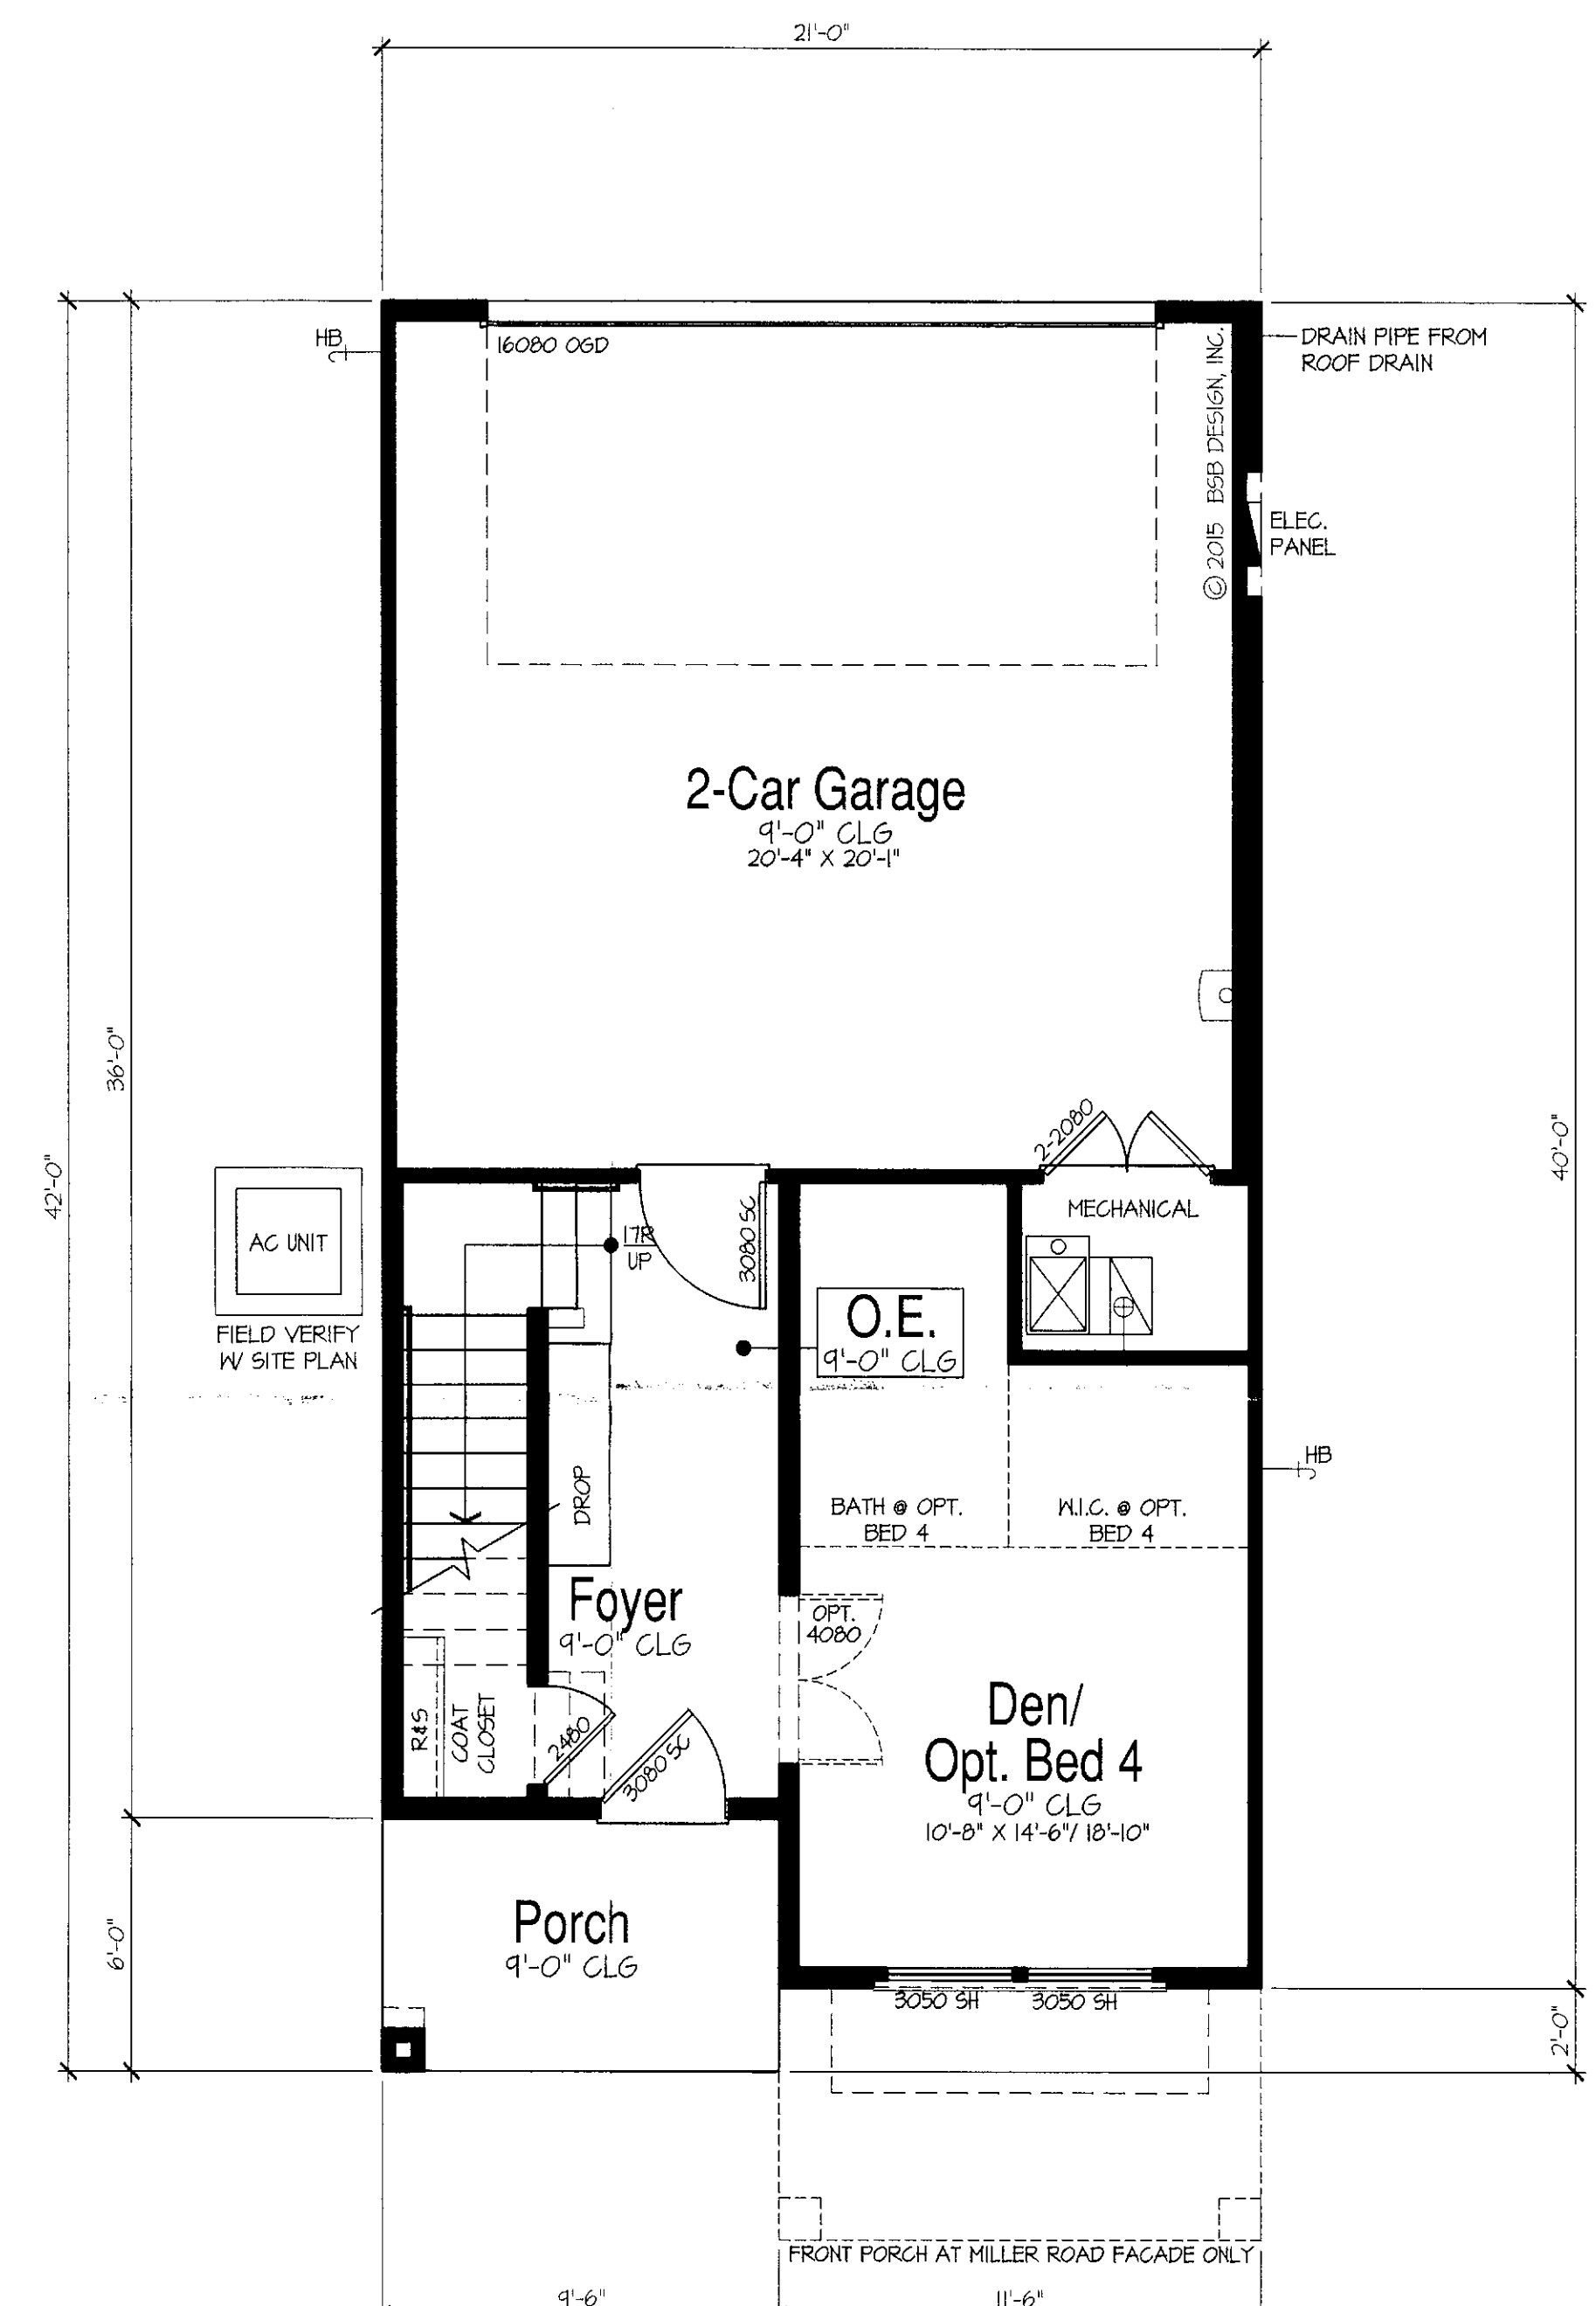 21'-0"
HB
16080 OGD
© 2015 BSB DESIGN, INC.
DRAIN PIPE FROM
ROOF DRAIN
ELEC.
PANEL
2-Car Garage
9'-0" CLG
20'-4" X 20'-1"
36'-0"
42'-0"
40'-0"
2-2080
MECHANICAL
AC UNIT
FIELD VERIFY
W/ SITE PLAN
17R
UP
3080 SC
O.E.
9'-0" CLG
HB
DROP
BATH @ OPT.
BED 4
W.I.C. @ OPT.
BED 4
Foyer
9'-0" CLG
OPT.
4080
R&S
COAT
CLOSET
2480
3080 SC
Den/
Opt. Bed 4
9'-0" CLG
10'-8" X 14'-6"/ 18'-10"
Porch
9'-0" CLG
6'-0"
3050 SH
3050 SH
2'-0"
FRONT PORCH AT MILLER ROAD FACADE ONLY
9'-6"
11'-6"